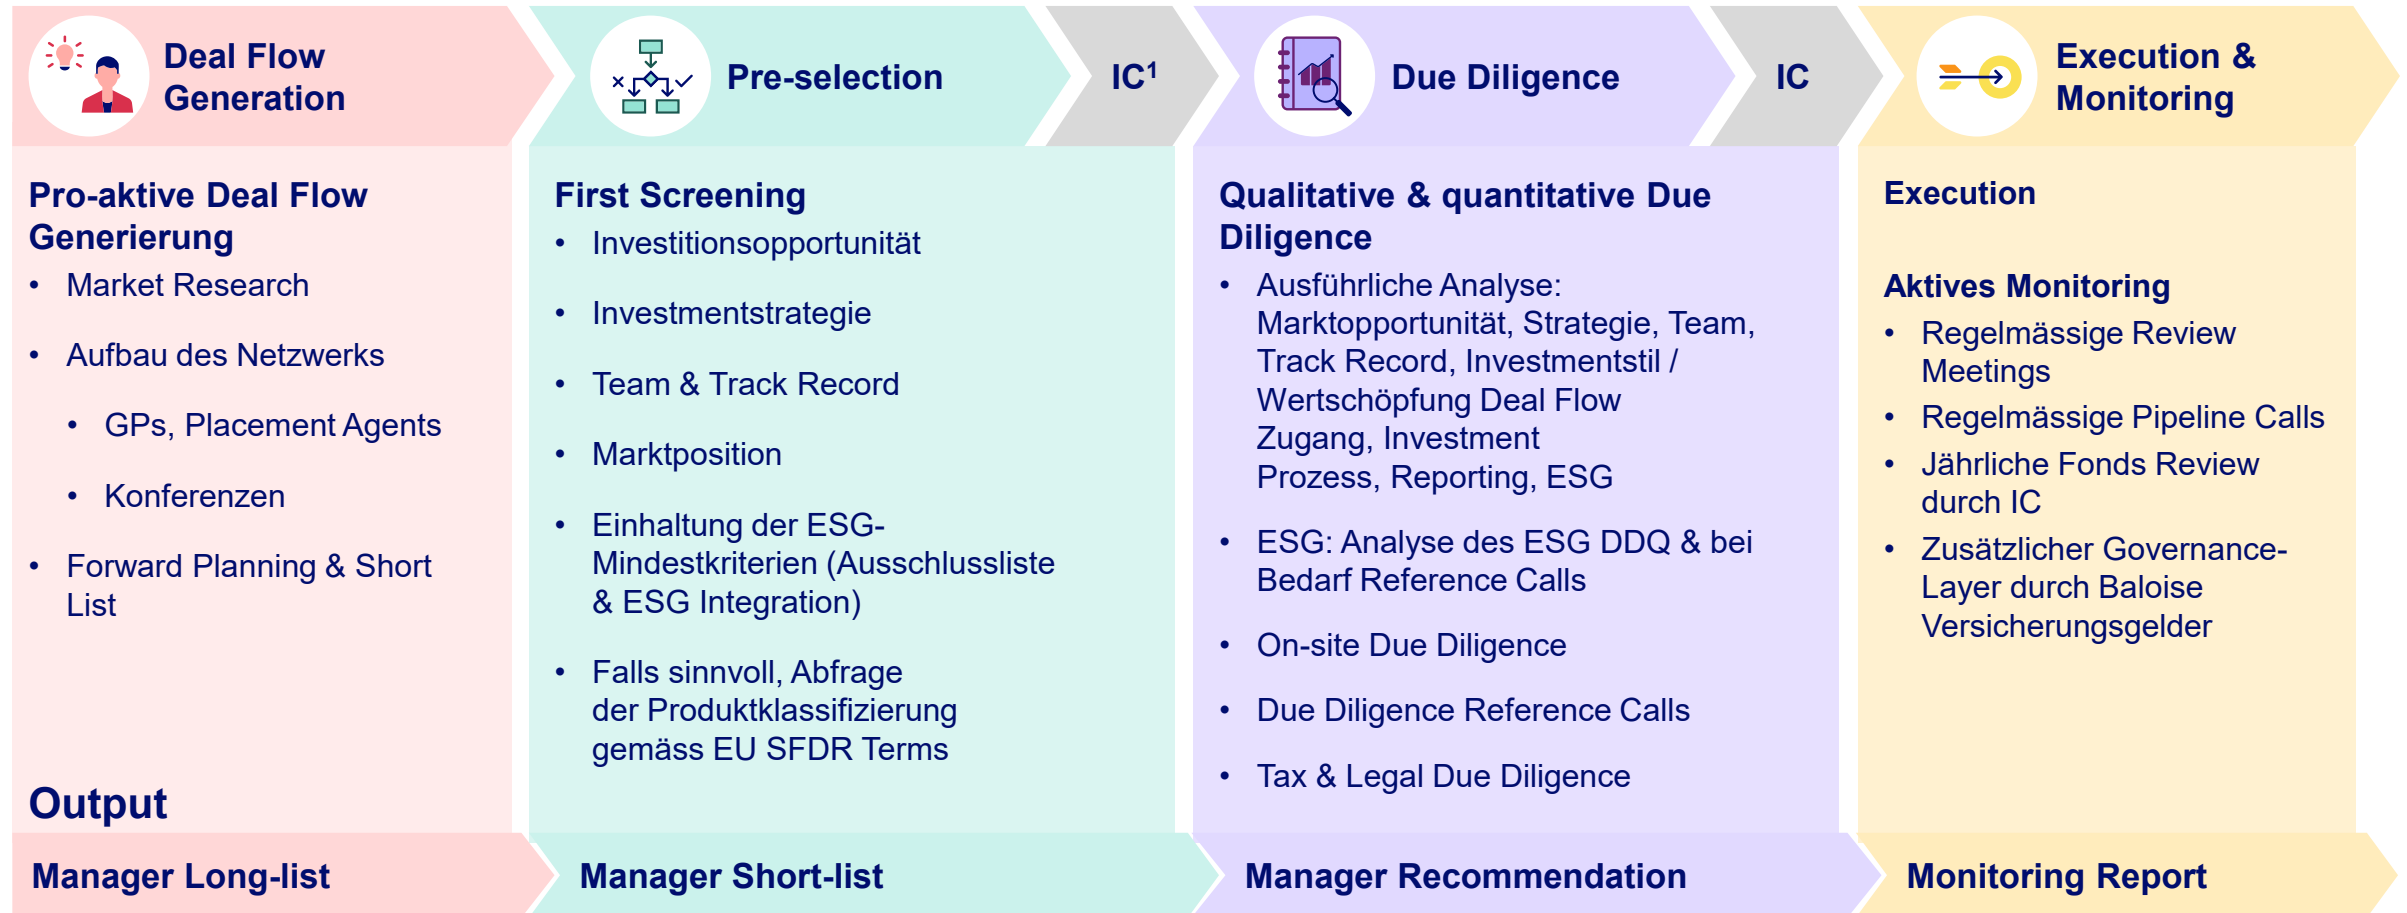 Deal Flow
Generation
Pre-selection
IC¹
Due Diligence
IC
Execution &
Monitoring
Pro-aktive Deal Flow
Generierung
• Market Research
• Aufbau des Netzwerks
• GPs, Placement Agents
• Konferenzen
• Forward Planning & Short
List
First Screening
• Investitionsopportunität
• Investmentstrategie
• Team & Track Record
• Marktposition
• Einhaltung der ESG-
Mindestkriterien (Ausschlussliste
& ESG Integration)
• Falls sinnvoll, Abfrage
der Produktklassifizierung
gemäss EU SFDR Terms
Qualitative & quantitative Due
Diligence
• Ausführliche Analyse:
Marktopportunität, Strategie, Team,
Track Record, Investmentstil /
Wertschöpfung Deal Flow
Zugang, Investment
Prozess, Reporting, ESG
• ESG: Analyse des ESG DDQ & bei
Bedarf Reference Calls
• On-site Due Diligence
• Due Diligence Reference Calls
• Tax & Legal Due Diligence
Execution
Aktives Monitoring
• Regelmässige Review
Meetings
• Regelmässige Pipeline Calls
• Jährliche Fonds Review
durch IC
• Zusätzlicher Governance-
Layer durch Baloise
Versicherungsgelder
Output
Manager Long-list
Manager Short-list
Manager Recommendation
Monitoring Report